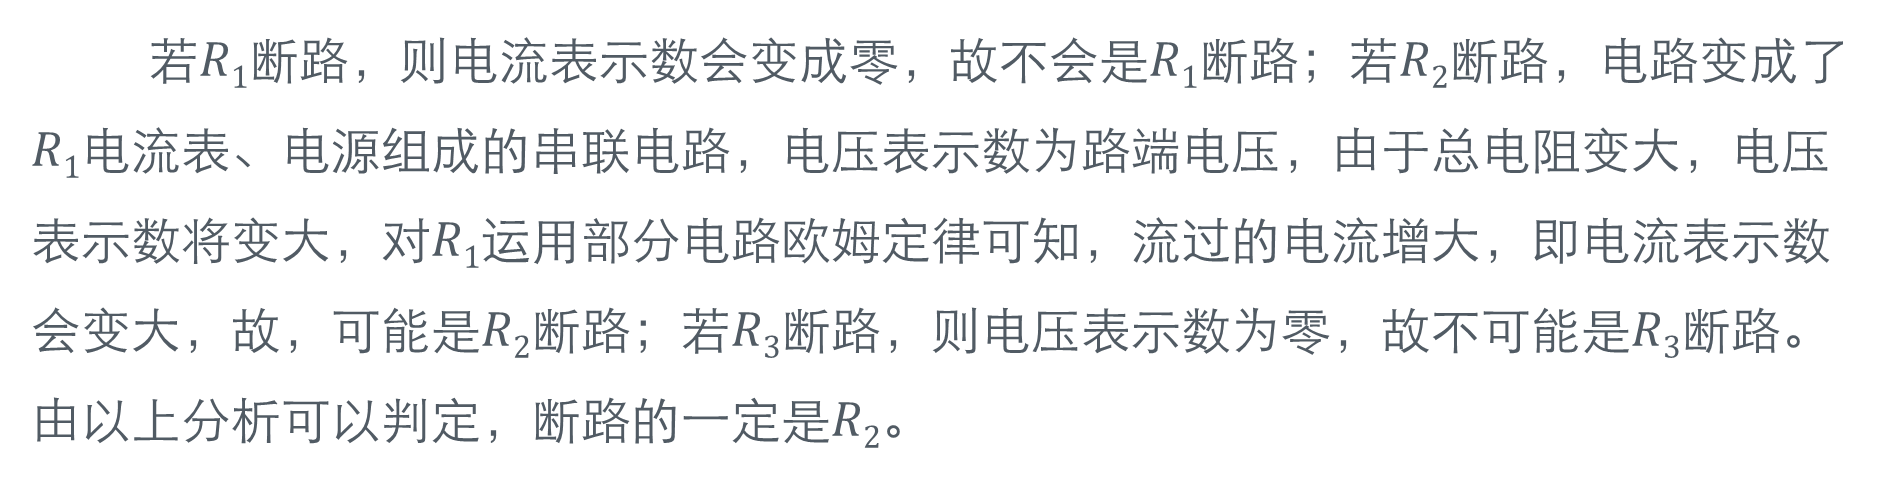 若R₁断路，则电流表示数会变成零，故不会是R₁断路；若R₂断路，电路变成了
R₁电流表、电源组成的串联电路，电压表示数为路端电压，由于总电阻变大，电压
表示数将变大，对R₁运用部分电路欧姆定律可知，流过的电流增大，即电流表示数
会变大，故，可能是R₂断路；若R₃断路，则电压表示数为零，故不可能是R₃断路。
由以上分析可以判定，断路的一定是R₂。